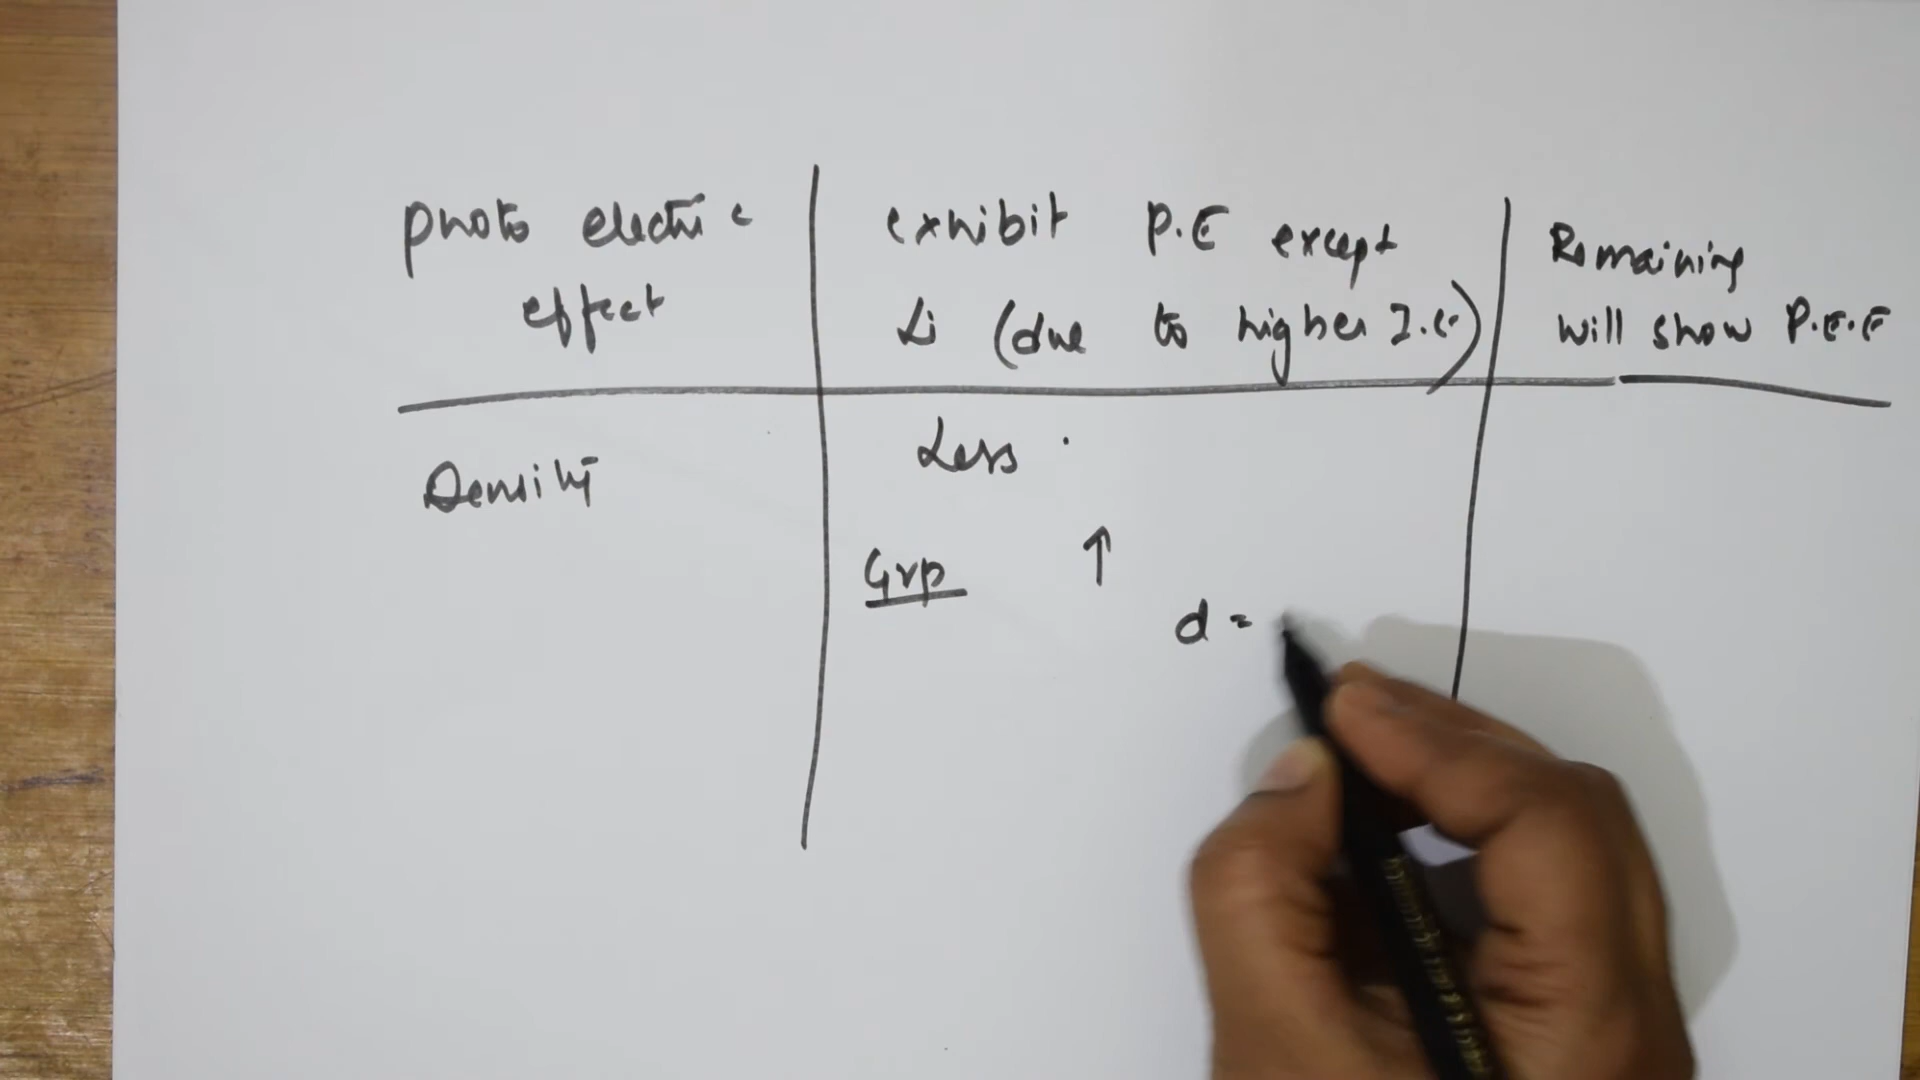 photo electric
effect
exhibit P.E except
Li (due to higher I.E)
Remaining
will show P.E.E
Density
Less
Grp ↑
d =